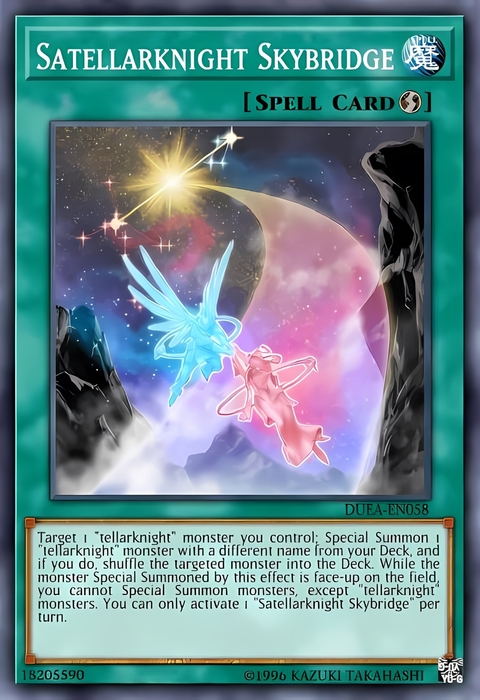 SATELLARKNIGHT SKYBRIDGE
[SPELL CARD]
DUEA-EN058
Target 1 "tellarknight" monster you control; Special Summon 1
"tellarknight" monster with a different name from your Deck, and
if you do, shuffle the targeted monster into the Deck. While the
monster Special Summoned by this effect is face-up on the field,
you cannot Special Summon monsters, except "tellarknight"
monsters. You can only activate 1 "Satellarknight Skybridge" per
turn.
18205590
©1996 KAZUKI TAKAHASHI